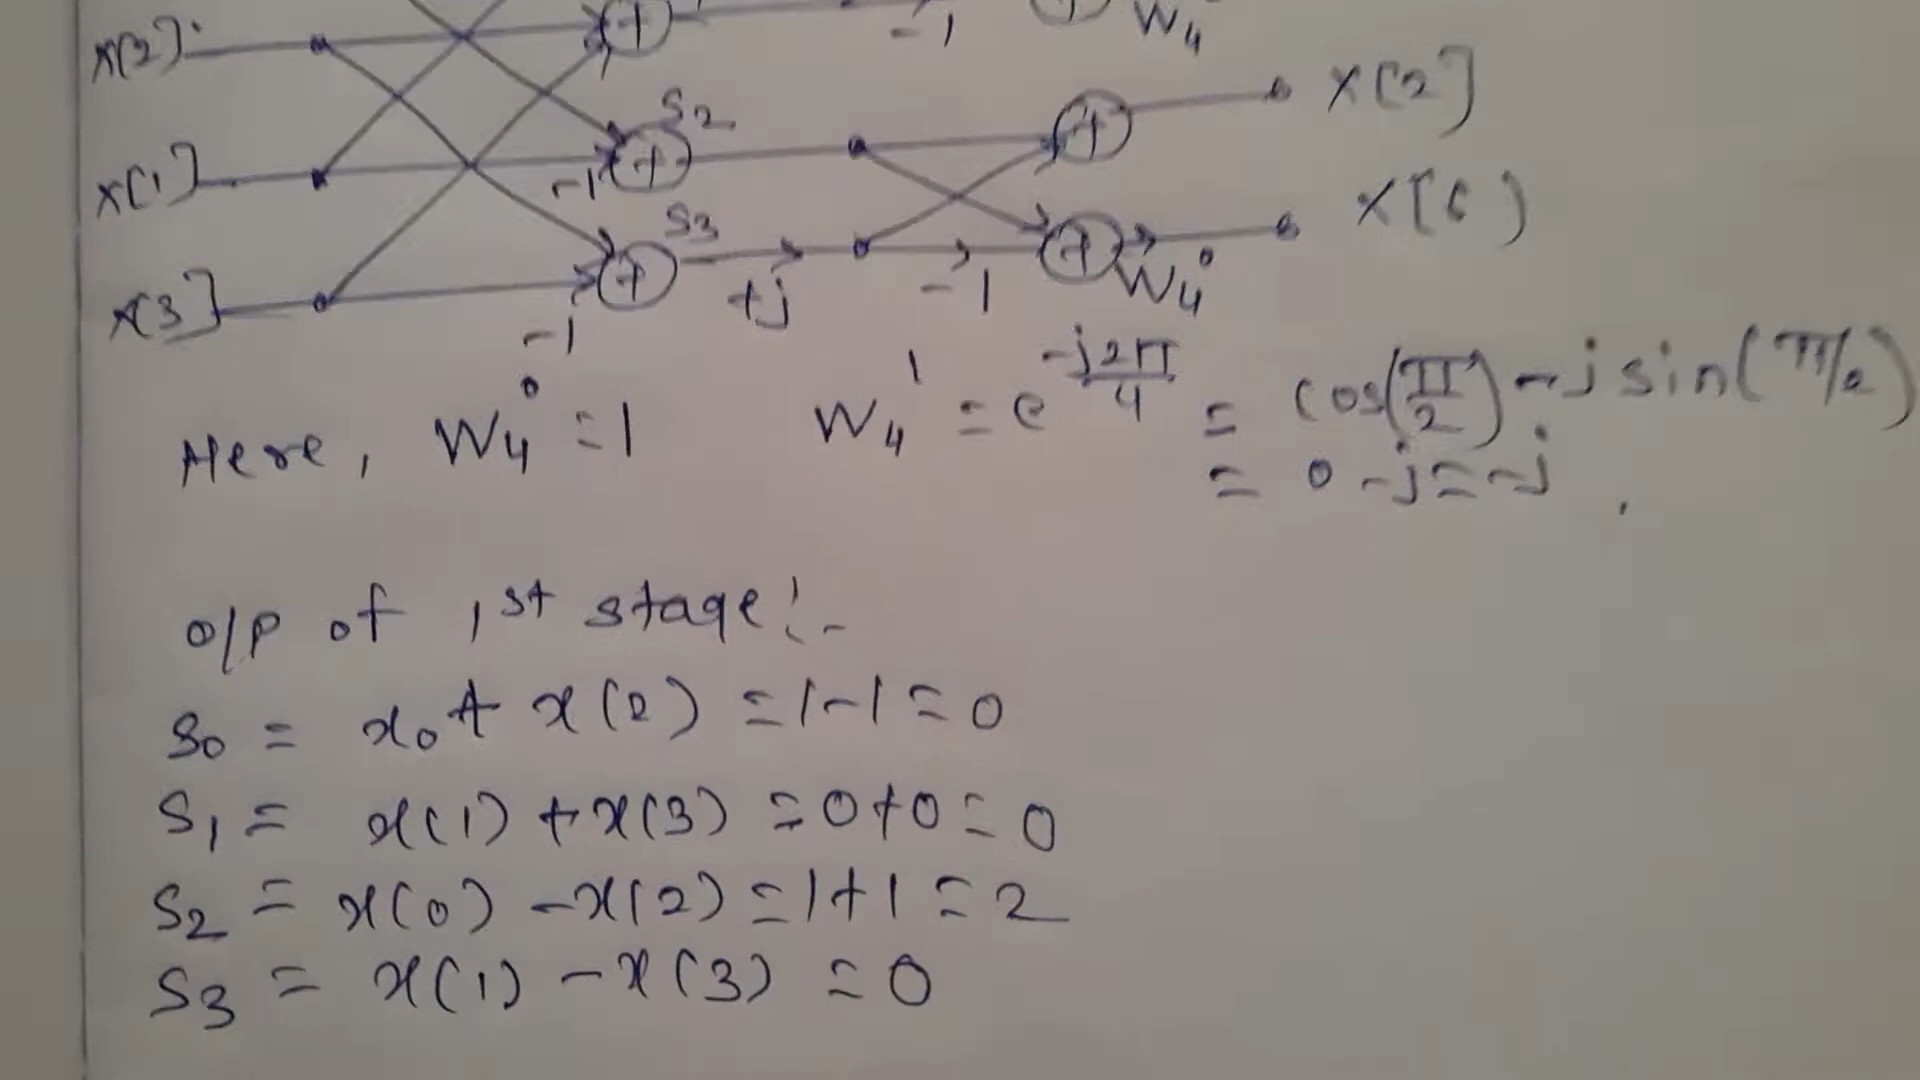 x(2)
-1
W₄
S2
X[2]
x[1]
-1
S3
X[6)
x[3]
+j
-1
W₄⁰
-1
Here, W₄⁰ = 1 W₄¹ = e^(-j2π/4) = cos(π/2) - j sin(π/2)
= 0 - j = -j
O/P of 1st stage:-
S₀ = x₀ + x(2) = 1-1 = 0
S₁ = x(1) + x(3) = 0+0 = 0
S₂ = x(0) - x(2) = 1+1 = 2
S₃ = x(1) - x(3) = 0